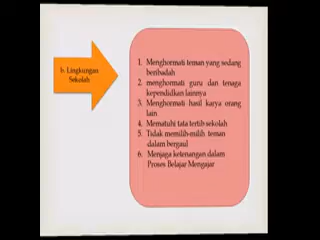 b. Lingkungan
Sekolah
1. Menghormati teman yang sedang
beribadah
2. menghormati guru dan tenaga
kependidkan lainnya
3. Menghormati hasil karya orang
lain
4. Mematuhi tata tertib sekolah
5. Tidak memilih-milih teman
dalam bergaul
6. Menjaga ketenangan dalam
Proses Belajar Mengajar